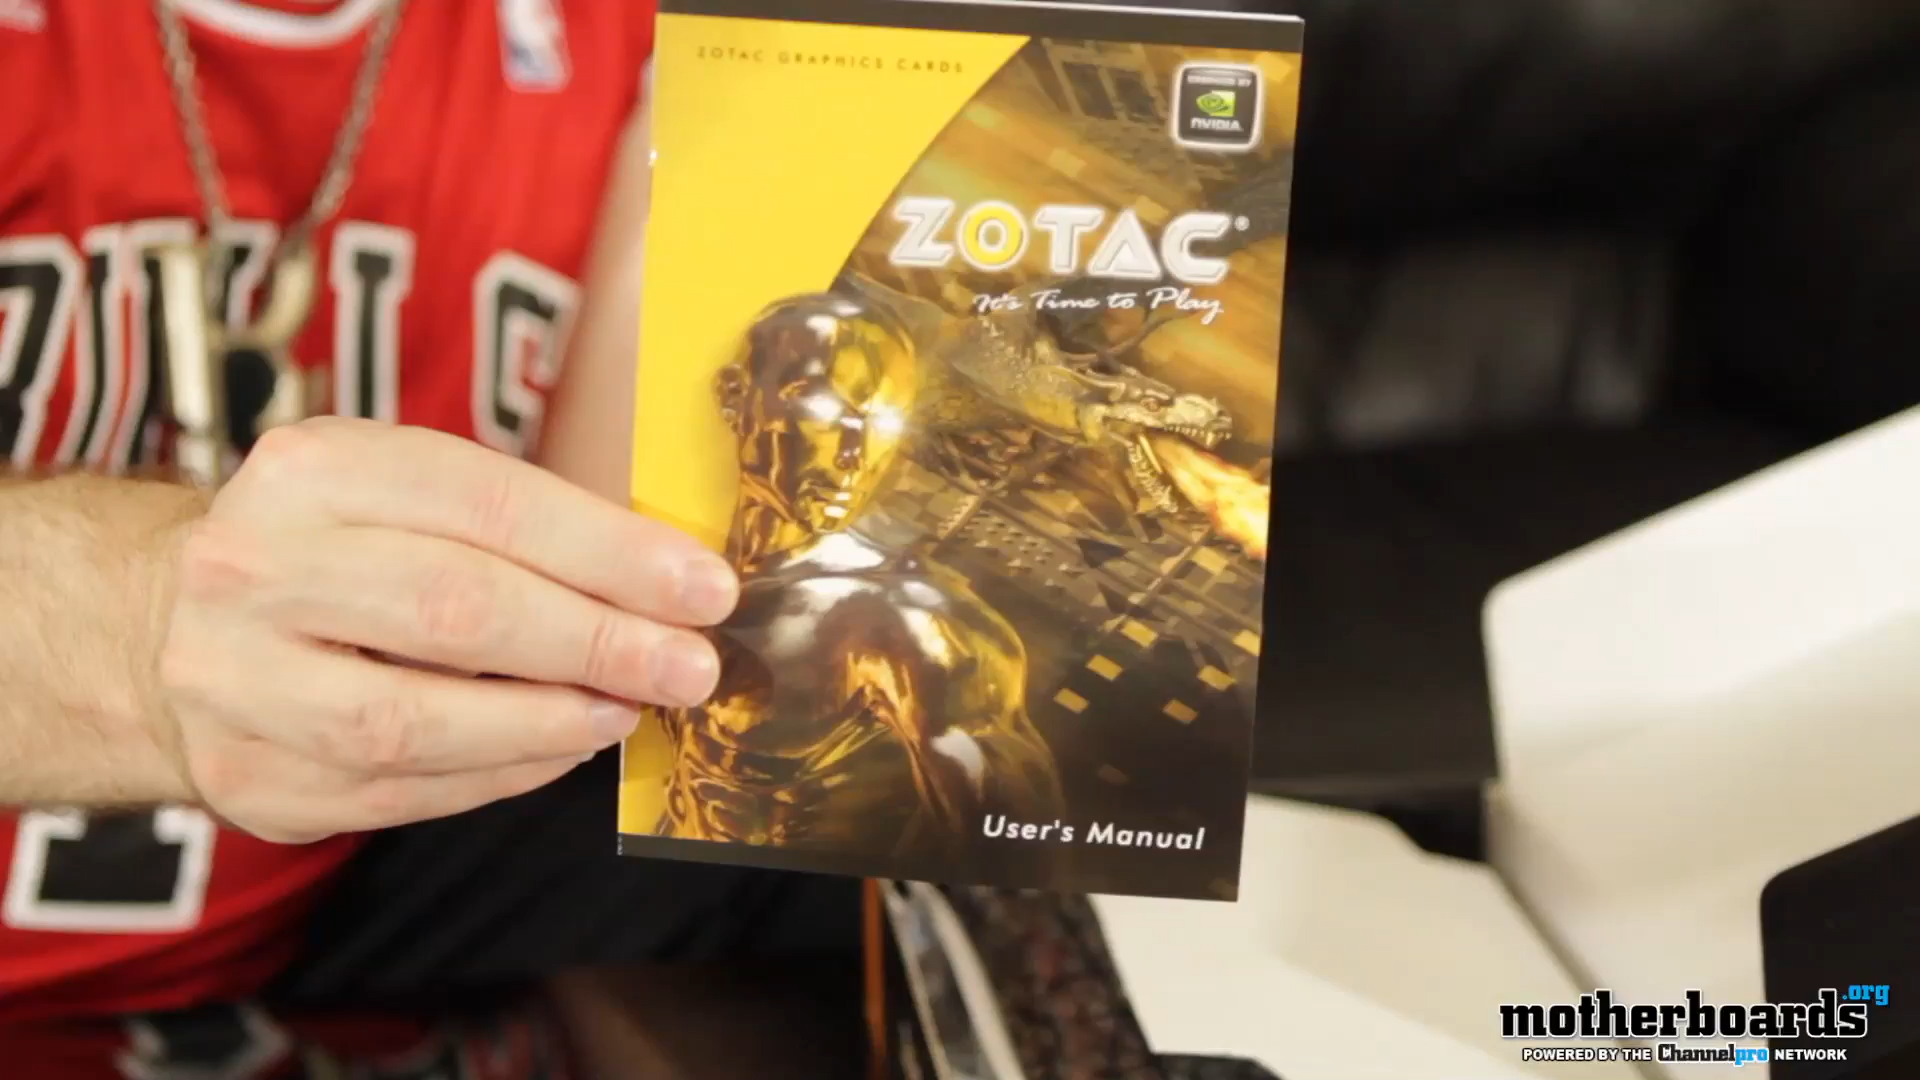 ZOTAC GRAPHICS CARDS
NVIDIA
ZOTAC®
It's Time to Play
User's Manual
motherboards.org
POWERED BY THE Channelpro NETWORK